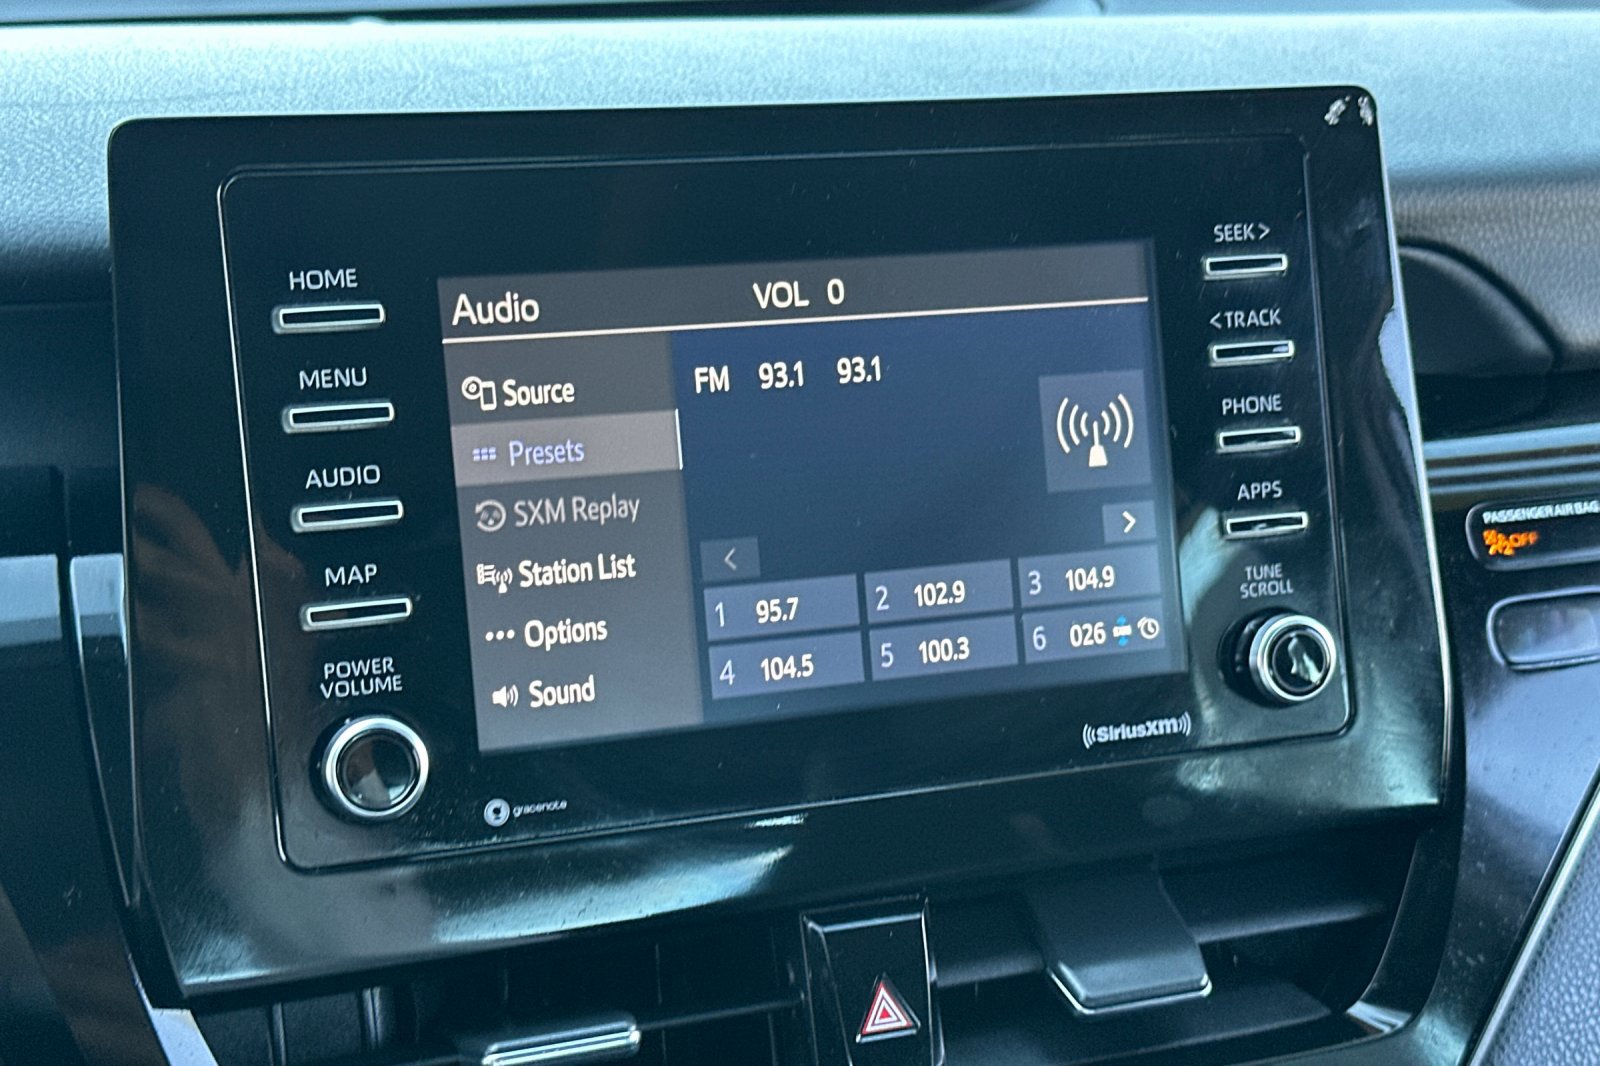 HOME
MENU
AUDIO
MAP
POWER
VOLUME
Audio
VOL 0
Source
Presets
SXM Replay
Station List
Options
Sound
FM 93.1 93.1
<
>
1 95.7
2 102.9
3 104.9
4 104.5
5 100.3
6 026
SEEK >
< TRACK
PHONE
APPS
TUNE
SCROLL
gracenote
SiriusXM
PASSENGER AIR BAG
OFF